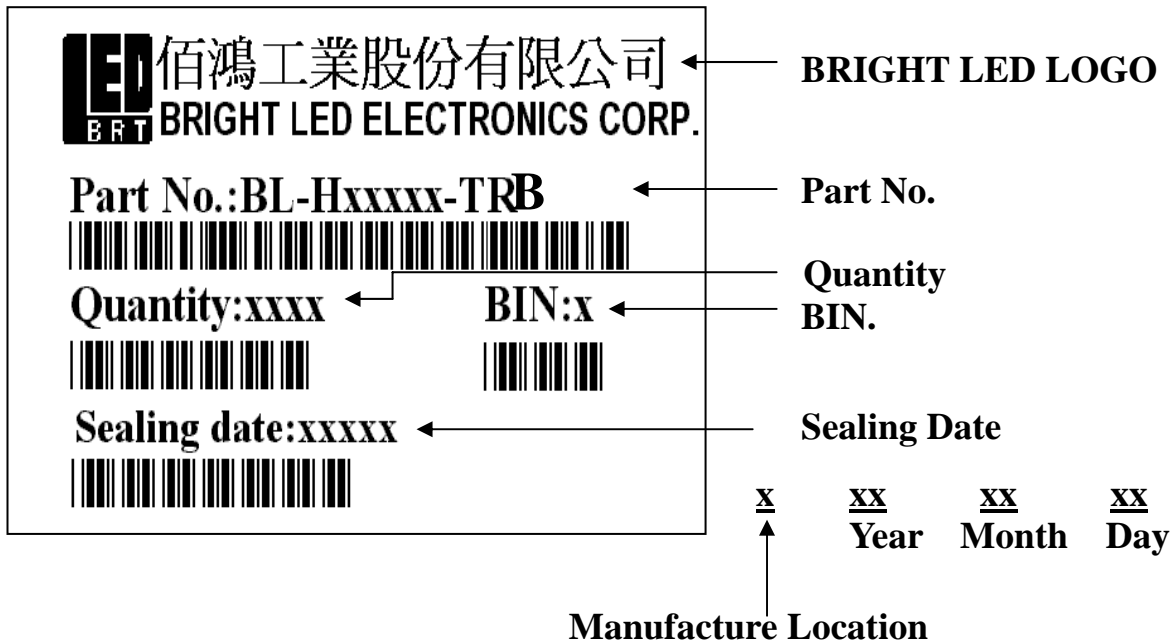 LED 佰鴻工業股份有限公司 BRIGHT LED LOGO
BRT BRIGHT LED ELECTRONICS CORP.
Part No.:BL-Hxxxxx-TRB Part No.
Quantity
Quantity:xxxx BIN:x BIN.
Sealing date:xxxxx Sealing Date
x xx xx xx
Year Month Day
Manufacture Location